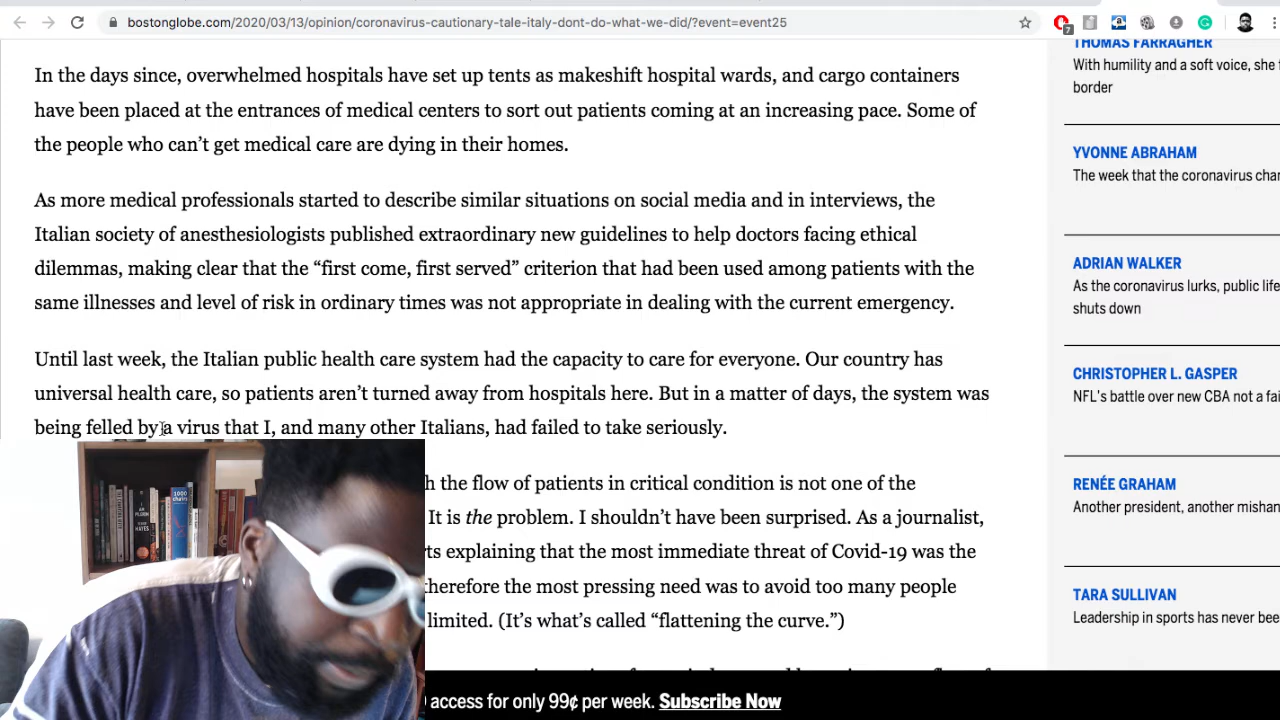 bostonglobe.com/2020/03/13/opinion/coronavirus-cautionary-tale-italy-dont-do-what-we-did/?event=event25
7
In the days since, overwhelmed hospitals have set up tents as makeshift hospital wards, and cargo containers
have been placed at the entrances of medical centers to sort out patients coming at an increasing pace. Some of
the people who can’t get medical care are dying in their homes.
As more medical professionals started to describe similar situations on social media and in interviews, the
Italian society of anesthesiologists published extraordinary new guidelines to help doctors facing ethical
dilemmas, making clear that the “first come, first served” criterion that had been used among patients with the
same illnesses and level of risk in ordinary times was not appropriate in dealing with the current emergency.
Until last week, the Italian public health care system had the capacity to care for everyone. Our country has
universal health care, so patients aren’t turned away from hospitals here. But in a matter of days, the system was
being felled by a virus that I, and many other Italians, had failed to take seriously.
the flow of patients in critical condition is not one of the
It is the problem. I shouldn’t have been surprised. As a journalist,
explaining that the most immediate threat of Covid-19 was the
therefore the most pressing need was to avoid too many people
limited. (It’s what’s called “flattening the curve.”)
access for only 99¢ per week. Subscribe Now
THOMAS FARRAGHER
With humility and a soft voice, she
border
YVONNE ABRAHAM
The week that the coronavirus
ADRIAN WALKER
As the coronavirus lurks, public life
shuts down
CHRISTOPHER L. GASPER
NFL’s battle over new CBA not a
RENÉE GRAHAM
Another president, another
TARA SULLIVAN
Leadership in sports has never
1000